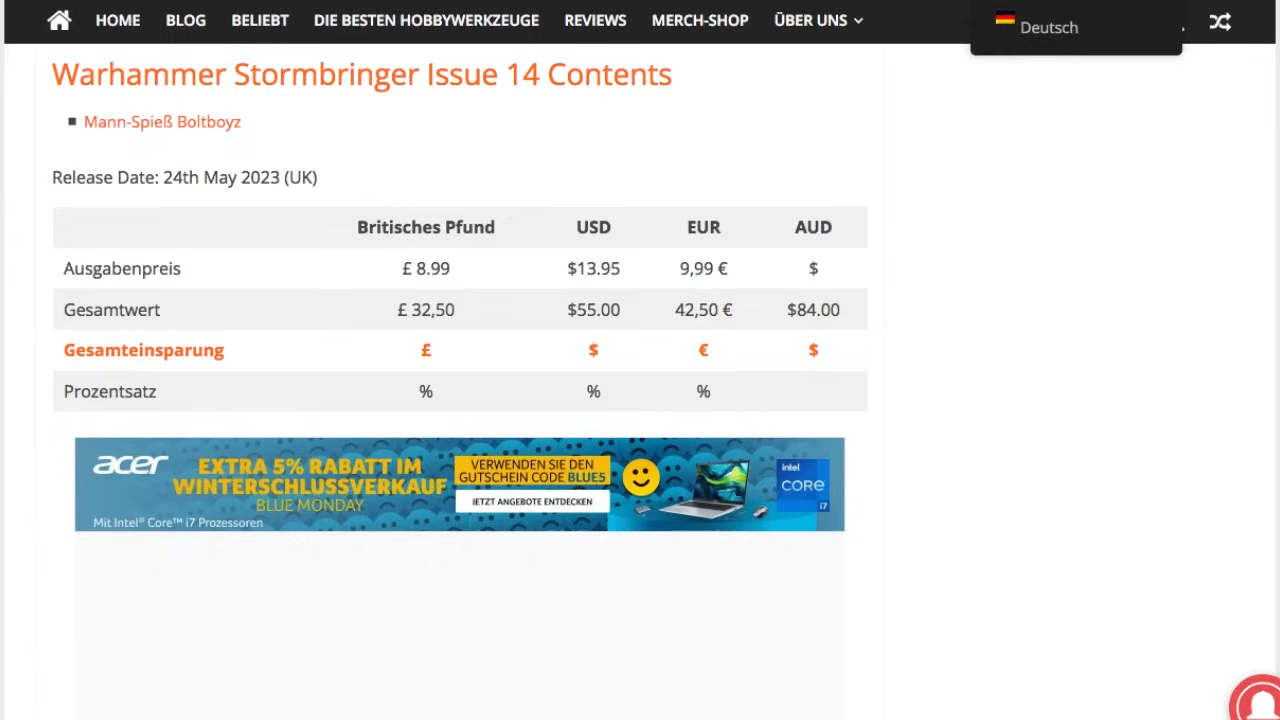 HOME BLOG BELIEBT DIE BESTEN HOBBYWERKZEUGE REVIEWS MERCH-SHOP ÜBER UNS
Deutsch
Warhammer Stormbringer Issue 14 Contents
Mann-Spieß Boltboyz
Release Date: 24th May 2023 (UK)
Britisches Pfund USD EUR AUD
Ausgabenpreis £ 8.99 $13.95 9,99 € $
Gesamtwert £ 32,50 $55.00 42,50 € $84.00
Gesamteinsparung £ $ € $
Prozentsatz % % %
acer
EXTRA 5% RABATT IM
WINTERSCHLUSSVERKAUF
BLUE MONDAY
Mit Intel® Core™ i7 Prozessoren
VERWENDEN SIE DEN
GUTSCHEIN CODE BLUE5
JETZT ANGEBOTE ENTDECKEN
intel
CORE
i7